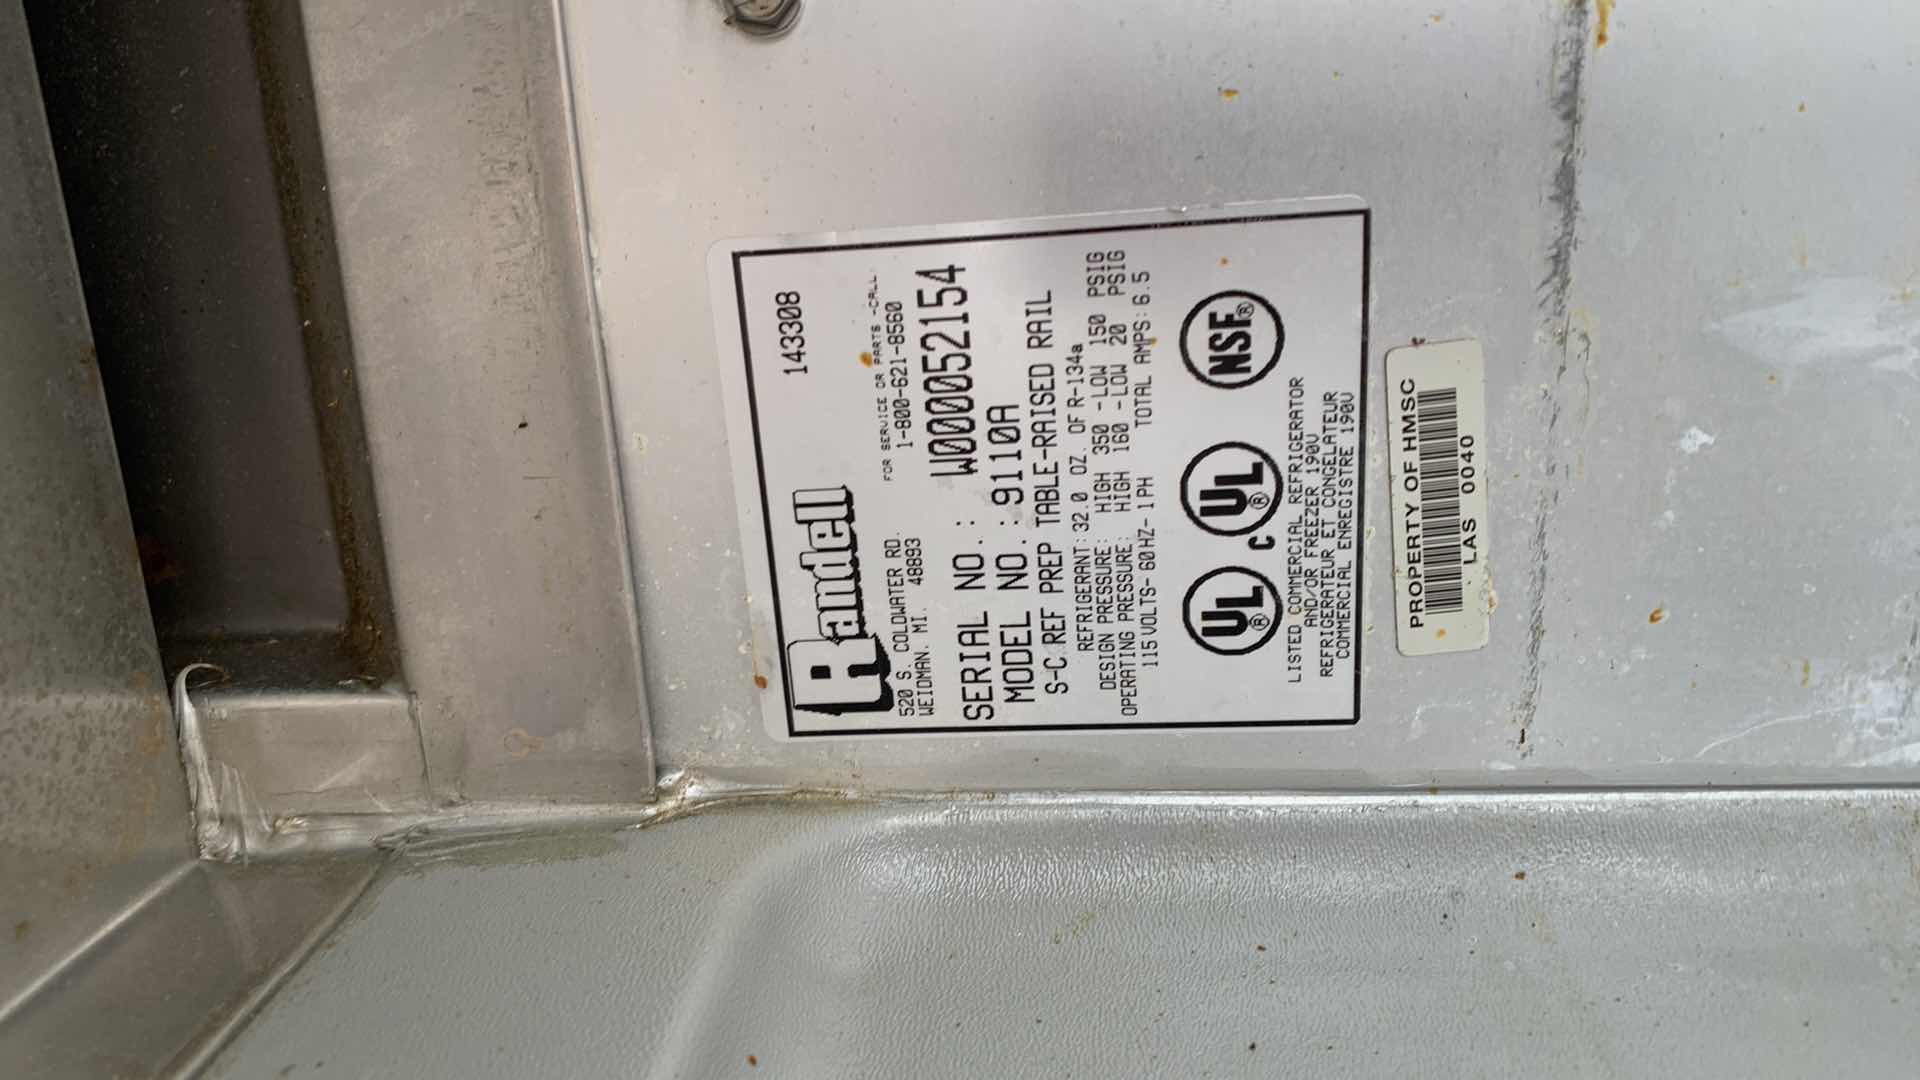 143308
Randell
FOR SERVICE OR PARTS -CALL:
520 S. COLDWATER RD. 1-800-621-8560
WEIDMAN. MI. 48893
SERIAL NO.: W000052154
MODEL NO.: 9110A
S-C.REF PREP TABLE-RAISED RAIL
REFRIGERANT: 32.0 OZ. OF R-134a
DESIGN PRESSURE: HIGH 350 -LOW 150 PSIG
OPERATING PRESSURE: HIGH 160 -LOW 20 PSIG
115 VOLTS- 60 HZ- 1 PH TOTAL AMPS: 6.5
UL® C UL® NSF®
LISTED COMMERCIAL REFRIGERATOR
AND/OR FREEZER 190U
REFRIGERATEUR ET CONGELATEUR
COMMERCIAL ENREGISTRE 190U
PROPERTY OF HMSC
LAS 0040